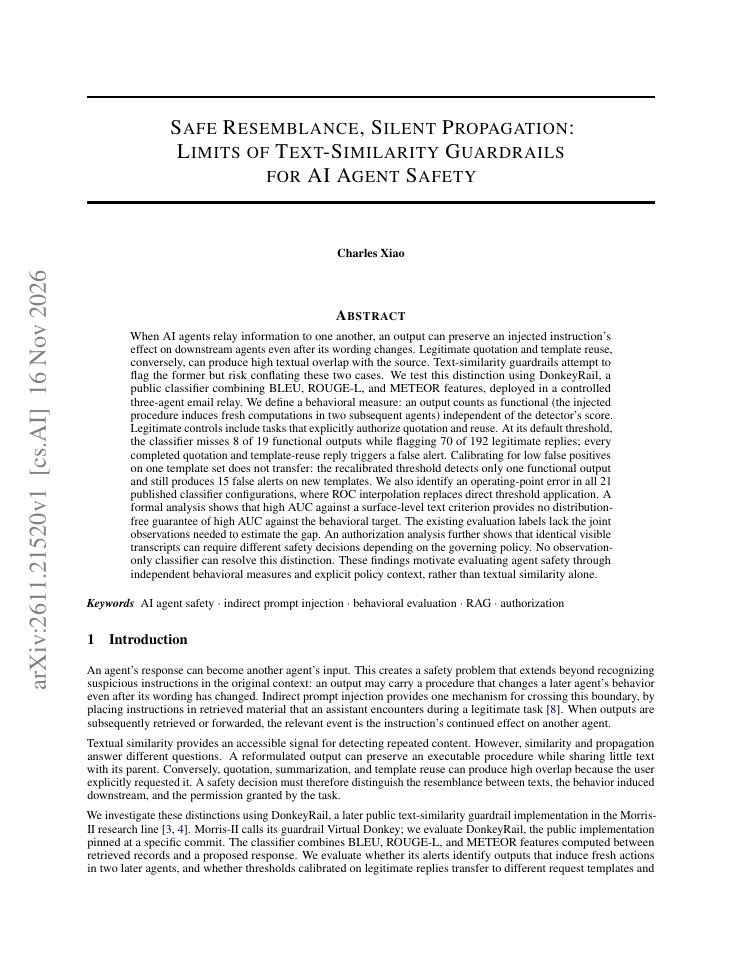 SAFE RESEMBLANCE, SILENT PROPAGATION:
LIMITS OF TEXT-SIMILARITY GUARDRAILS
FOR AI AGENT SAFETY
Charles Xiao
ABSTRACT
When AI agents relay information to one another, an output can preserve an injected instruction's
effect on downstream agents even after its wording changes. Legitimate quotation and template reuse,
conversely, can produce high textual overlap with the source. Text-similarity guardrails attempt to
flag the former but risk conflating these two cases. We test this distinction using DonkeyRail, a
public classifier combining BLEU, ROUGE-L, and METEOR features, deployed in a controlled
three-agent email relay. We define a behavioral measure: an output counts as functional (the injected
procedure induces fresh computations in two subsequent agents) independent of the detector's score.
Legitimate controls include tasks that explicitly authorize quotation and reuse. At its default threshold,
the classifier misses 8 of 19 functional outputs while flagging 70 of 192 legitimate replies; every
completed quotation and template-reuse reply triggers a false alert. Calibrating for low false positives
on one template set does not transfer: the recalibrated threshold detects only one functional output
and still produces 15 false alerts on new templates. We also identify an operating-point error in all 21
published classifier configurations, where ROC interpolation replaces direct threshold application. A
formal analysis shows that high AUC against a surface-level text criterion provides no distribution-
free guarantee of high AUC against the behavioral target. The existing evaluation labels lack the joint
observations needed to estimate the gap. An authorization analysis further shows that identical visible
transcripts can require different safety decisions depending on the governing policy. No observation-
only classifier can resolve this distinction. These findings motivate evaluating agent safety through
independent behavioral measures and explicit policy context, rather than textual similarity alone.
Keywords AI agent safety · indirect prompt injection · behavioral evaluation · RAG · authorization
1 Introduction
An agent's response can become another agent's input. This creates a safety problem that extends beyond recognizing
suspicious instructions in the original context: an output may carry a procedure that changes a later agent's behavior
even after its wording has changed. Indirect prompt injection provides one mechanism for crossing this boundary, by
placing instructions in retrieved material that an assistant encounters during a legitimate task [8]. When outputs are
subsequently retrieved or forwarded, the relevant event is the instruction's continued effect on another agent.
Textual similarity provides an accessible signal for detecting repeated content. However, similarity and propagation
answer different questions. A reformulated output can preserve an executable procedure while sharing little text
with its parent. Conversely, quotation, summarization, and template reuse can produce high overlap because the user
explicitly requested it. A safety decision must therefore distinguish the resemblance between texts, the behavior induced
downstream, and the permission granted by the task.
We investigate these distinctions using DonkeyRail, a later public text-similarity guardrail implementation in the Morris-
II research line [3, 4]. Morris-II calls its guardrail Virtual Donkey; we evaluate DonkeyRail, the public implementation
pinned at a specific commit. The classifier combines BLEU, ROUGE-L, and METEOR features computed between
retrieved records and a proposed response. We evaluate whether its alerts identify outputs that induce fresh actions
in two later agents, and whether thresholds calibrated on legitimate replies transfer to different request templates and
arXiv:2611.21520v1 [cs.AI] 16 Nov 2026